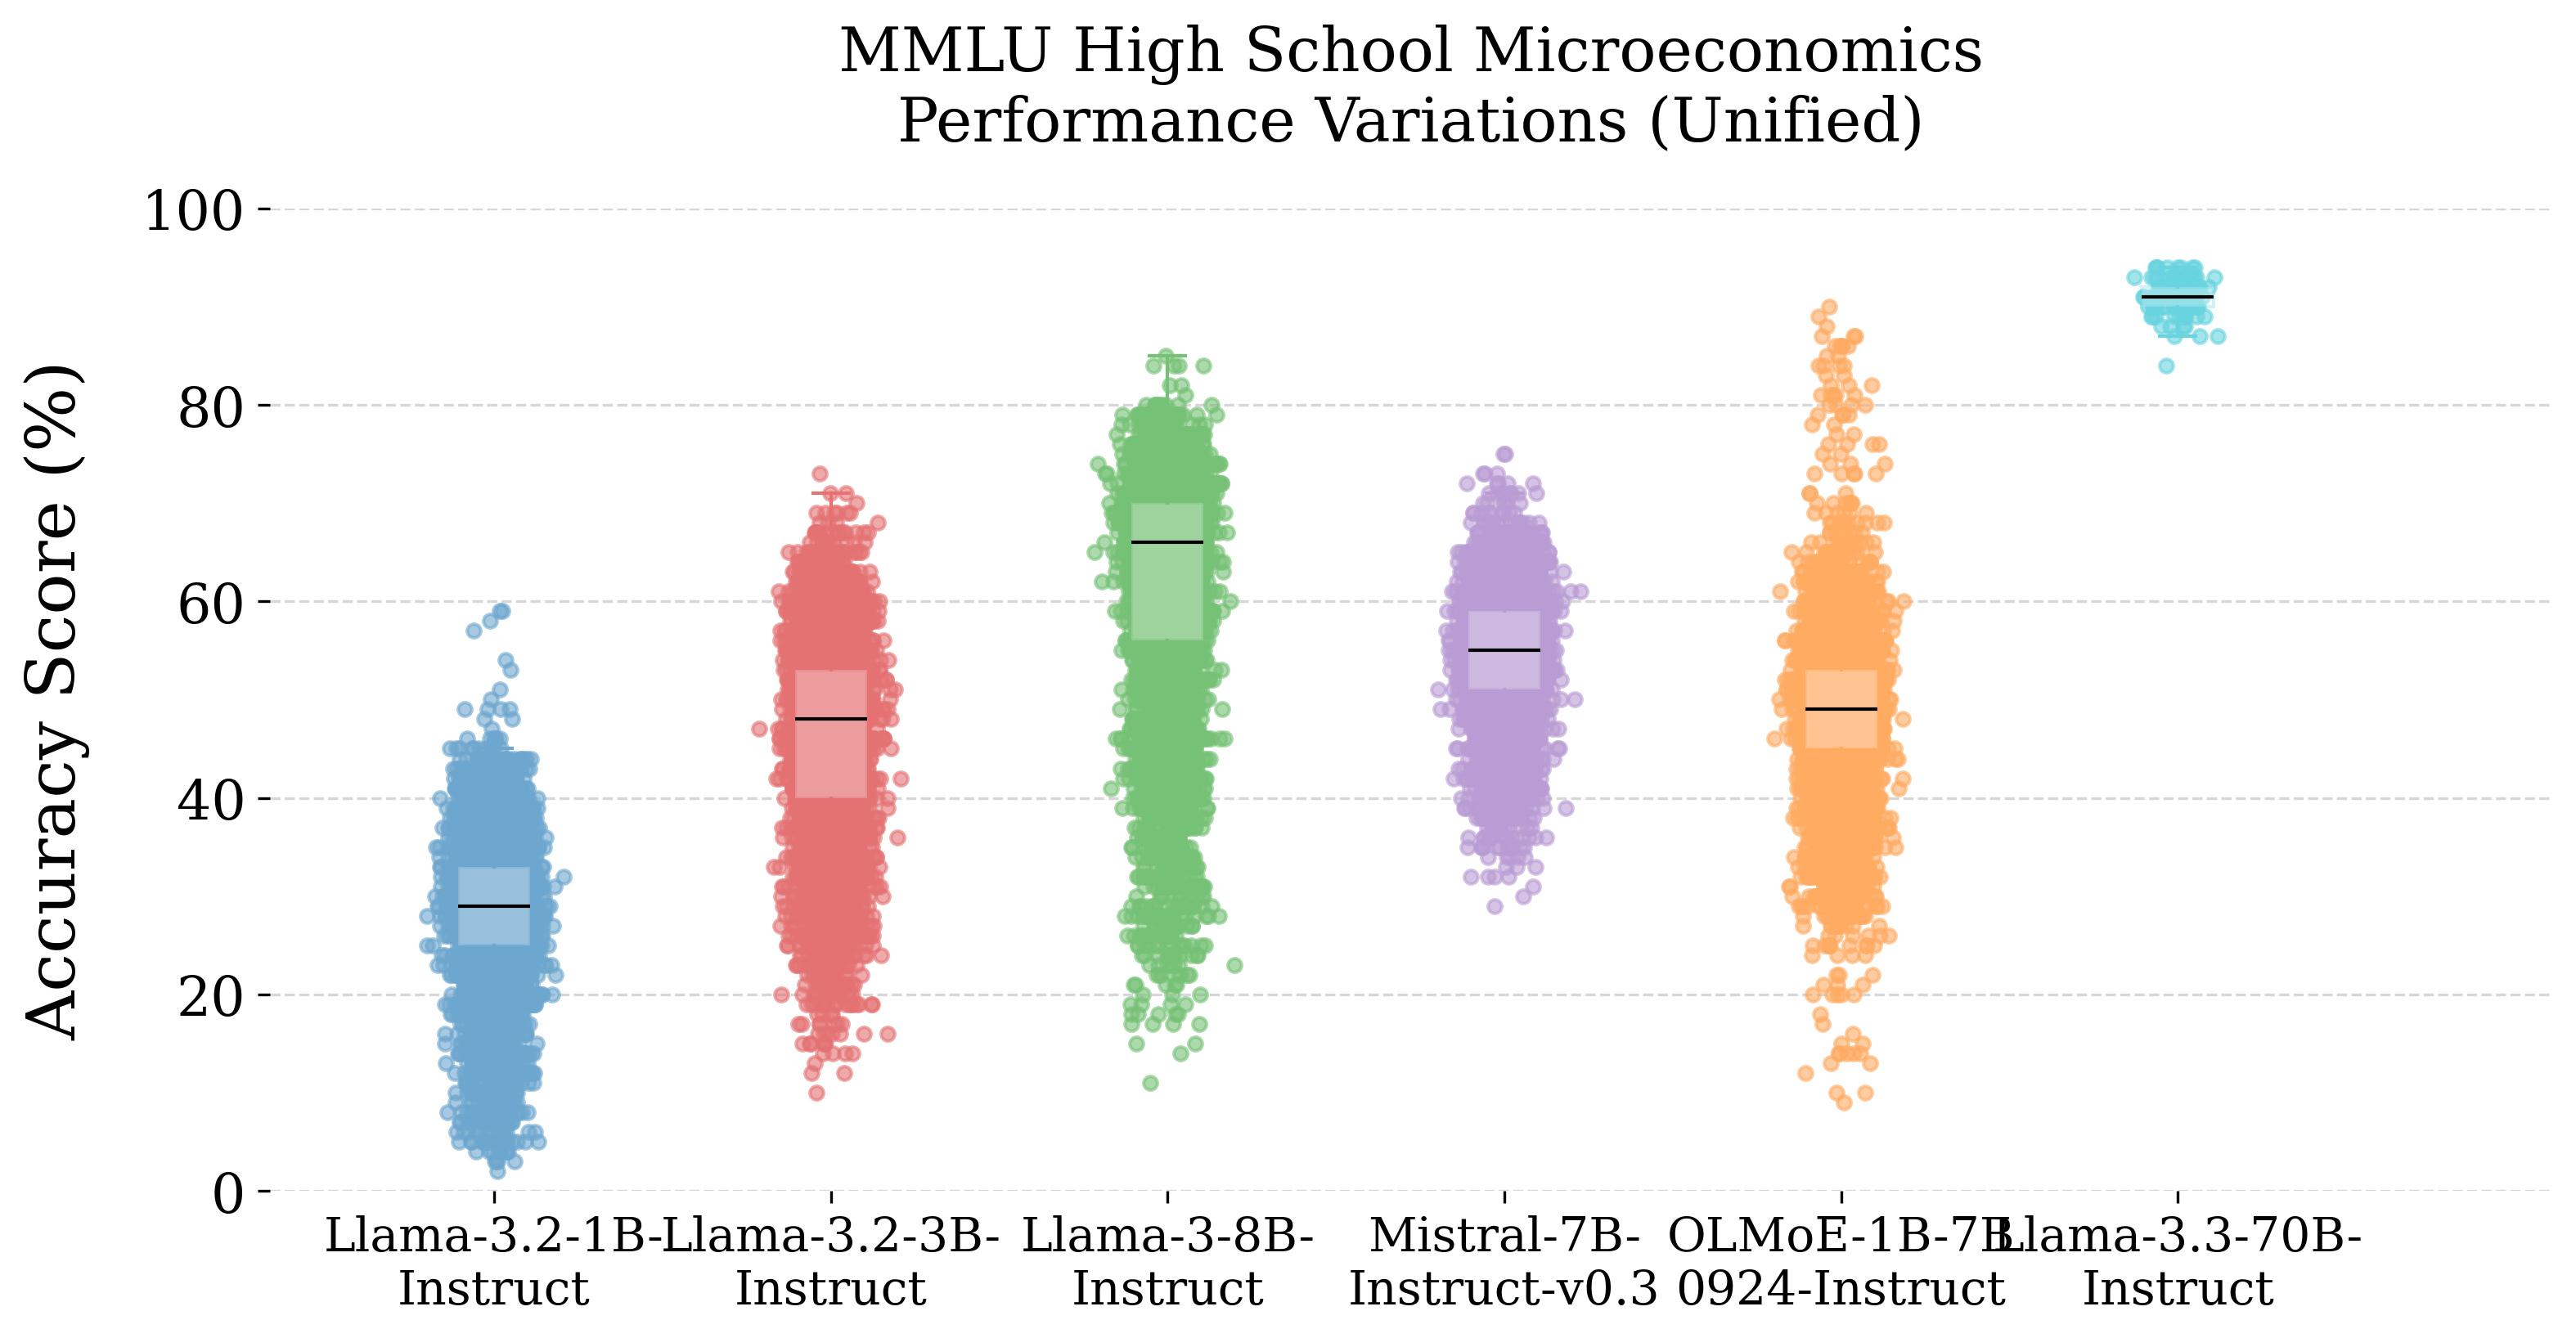 MMLU High School Microeconomics
Performance Variations (Unified)
Accuracy Score (%)
100
80
60
40
20
0
Llama-3.2-1B-
Instruct
Llama-3.2-3B-
Instruct
Llama-3-8B-
Instruct
Mistral-7B-
Instruct-v0.3
OLMoE-1B-7B
0924-Instruct
Llama-3.3-70B-
Instruct